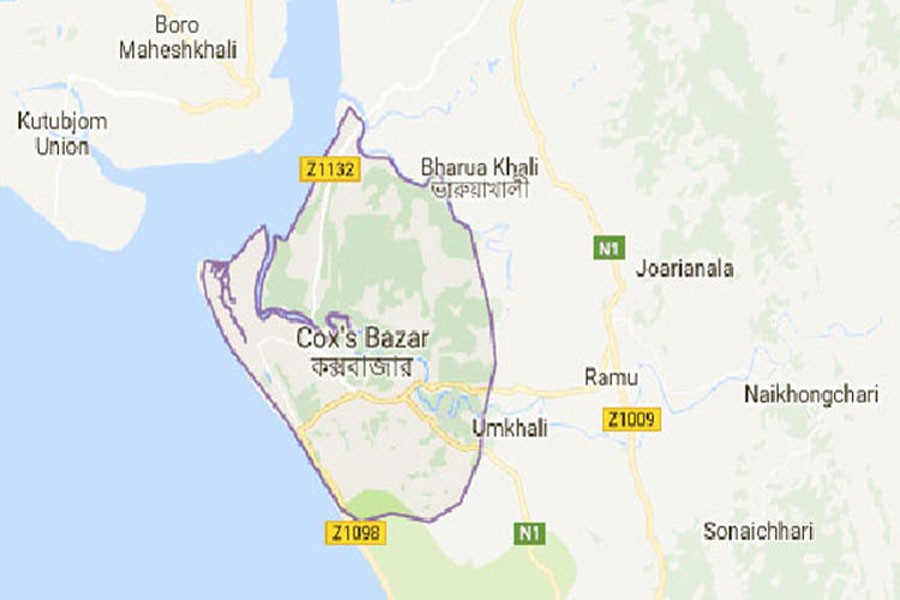 Boro
Maheshkhali
Kutubjom
Union
Z1132
Bharua Khali
ভারুয়াখালী
N1
Joarianala
Cox's Bazar
কক্সবাজার
Ramu
Naikhongchari
Z1009
Umkhali
Z1098
N1
Sonaichhari